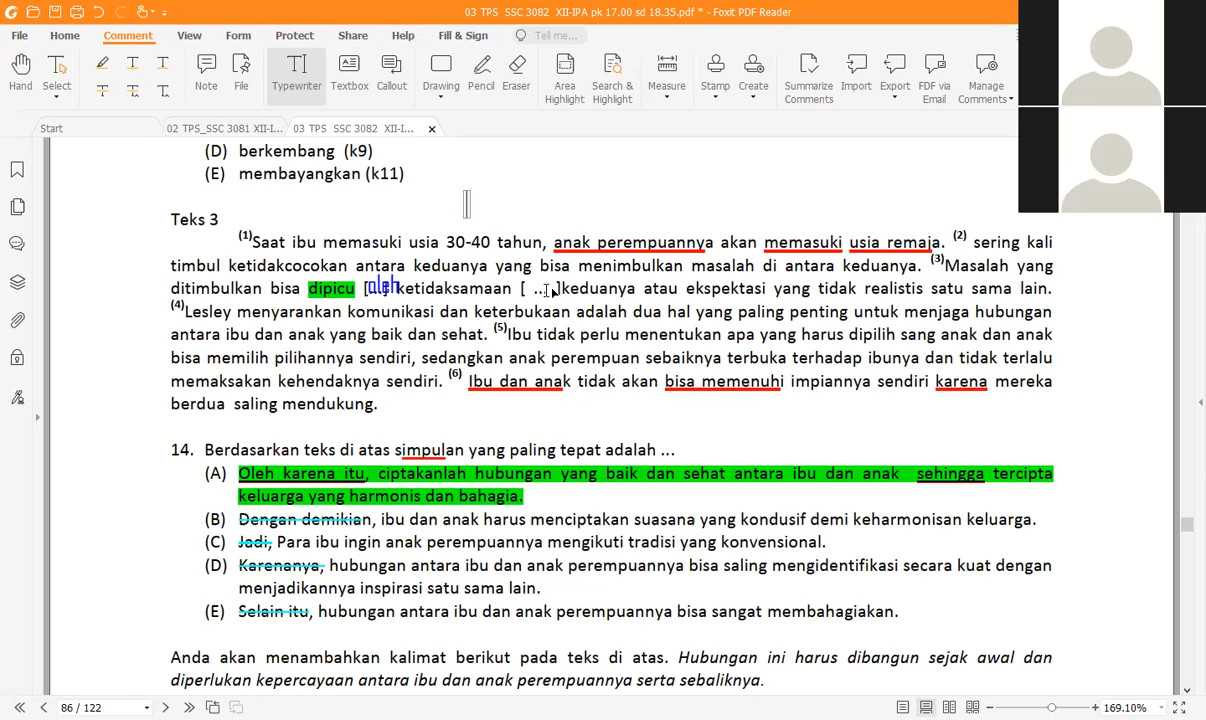 03 TPS SSC 3082 XII-IPA pk 17.00 sd 18.35.pdf * - Foxit PDF Reader
File Home Comment View Form Protect Share Help Fill & Sign Tell me...
Hand Select Note File Typewriter Textbox Callout Drawing Pencil Eraser Area Highlight Search & Highlight Measure Stamp Create Summarize Comments Import Export PDF via Email Manage Comments
Start 02 TPS_SSC 3081 XII-I... 03 TPS SSC 3082 XII-I...
(D) berkembang (k9)
(E) membayangkan (k11)
Teks 3
(1)Saat ibu memasuki usia 30-40 tahun, anak perempuannya akan memasuki usia remaja. (2) sering kali
timbul ketidakcocokan antara keduanya yang bisa menimbulkan masalah di antara keduanya. (3)Masalah yang
ditimbulkan bisa dipicu [...] oleh ketidaksamaan [ ... ]keduanya atau ekspektasi yang tidak realistis satu sama lain.
(4)Lesley menyarankan komunikasi dan keterbukaan adalah dua hal yang paling penting untuk menjaga hubungan
antara ibu dan anak yang baik dan sehat. (5)Ibu tidak perlu menentukan apa yang harus dipilih sang anak dan anak
bisa memilih pilihannya sendiri, sedangkan anak perempuan sebaiknya terbuka terhadap ibunya dan tidak terlalu
memaksakan kehendaknya sendiri. (6) Ibu dan anak tidak akan bisa memenuhi impiannya sendiri karena mereka
berdua saling mendukung.
14. Berdasarkan teks di atas simpulan yang paling tepat adalah ...
(A) Oleh karena itu, ciptakanlah hubungan yang baik dan sehat antara ibu dan anak sehingga tercipta
keluarga yang harmonis dan bahagia.
(B) Dengan demikian, ibu dan anak harus menciptakan suasana yang kondusif demi keharmonisan keluarga.
(C) Jadi, Para ibu ingin anak perempuannya mengikuti tradisi yang konvensional.
(D) Karenanya, hubungan antara ibu dan anak perempuannya bisa saling mengidentifikasi secara kuat dengan
menjadikannya inspirasi satu sama lain.
(E) Selain itu, hubungan antara ibu dan anak perempuannya bisa sangat membahagiakan.
Anda akan menambahkan kalimat berikut pada teks di atas. Hubungan ini harus dibangun sejak awal dan
diperlukan kepercayaan antara ibu dan anak perempuannya serta sebaliknya.
86 / 122 169.10%